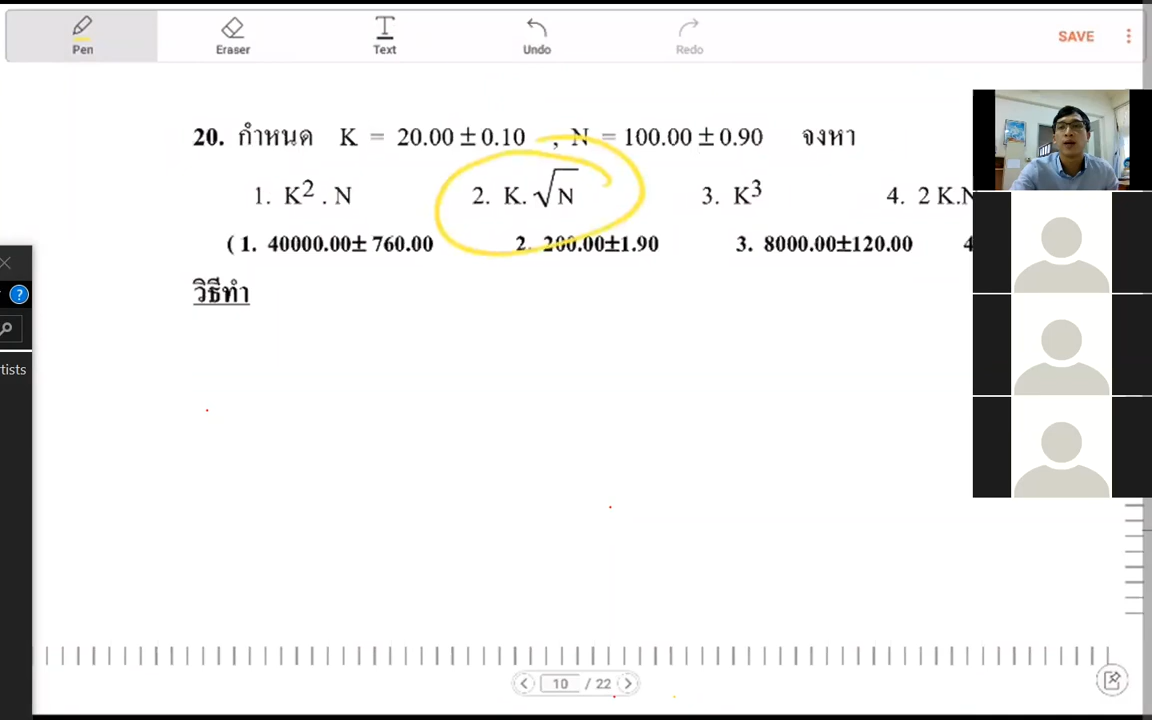 Pen Eraser Text Undo Redo SAVE
20. กำหนด K = 20.00 ± 0.10 , N = 100.00 ± 0.90 จงหา
1. K² . N 2. K. √N 3. K³ 4. 2 K.N
( 1. 40000.00± 760.00 2. 200.00±1.90 3. 8000.00±120.00 4
วิธีทำ
?
tists
10 / 22